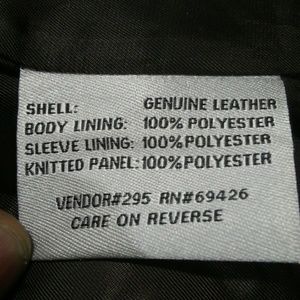 SHELL: GENUINE LEATHER
BODY LINING: 100% POLYESTER
SLEEVE LINING: 100% POLYESTER
KNITTED PANEL: 100% POLYESTER
VENDOR#295 RN#69426
CARE ON REVERSE